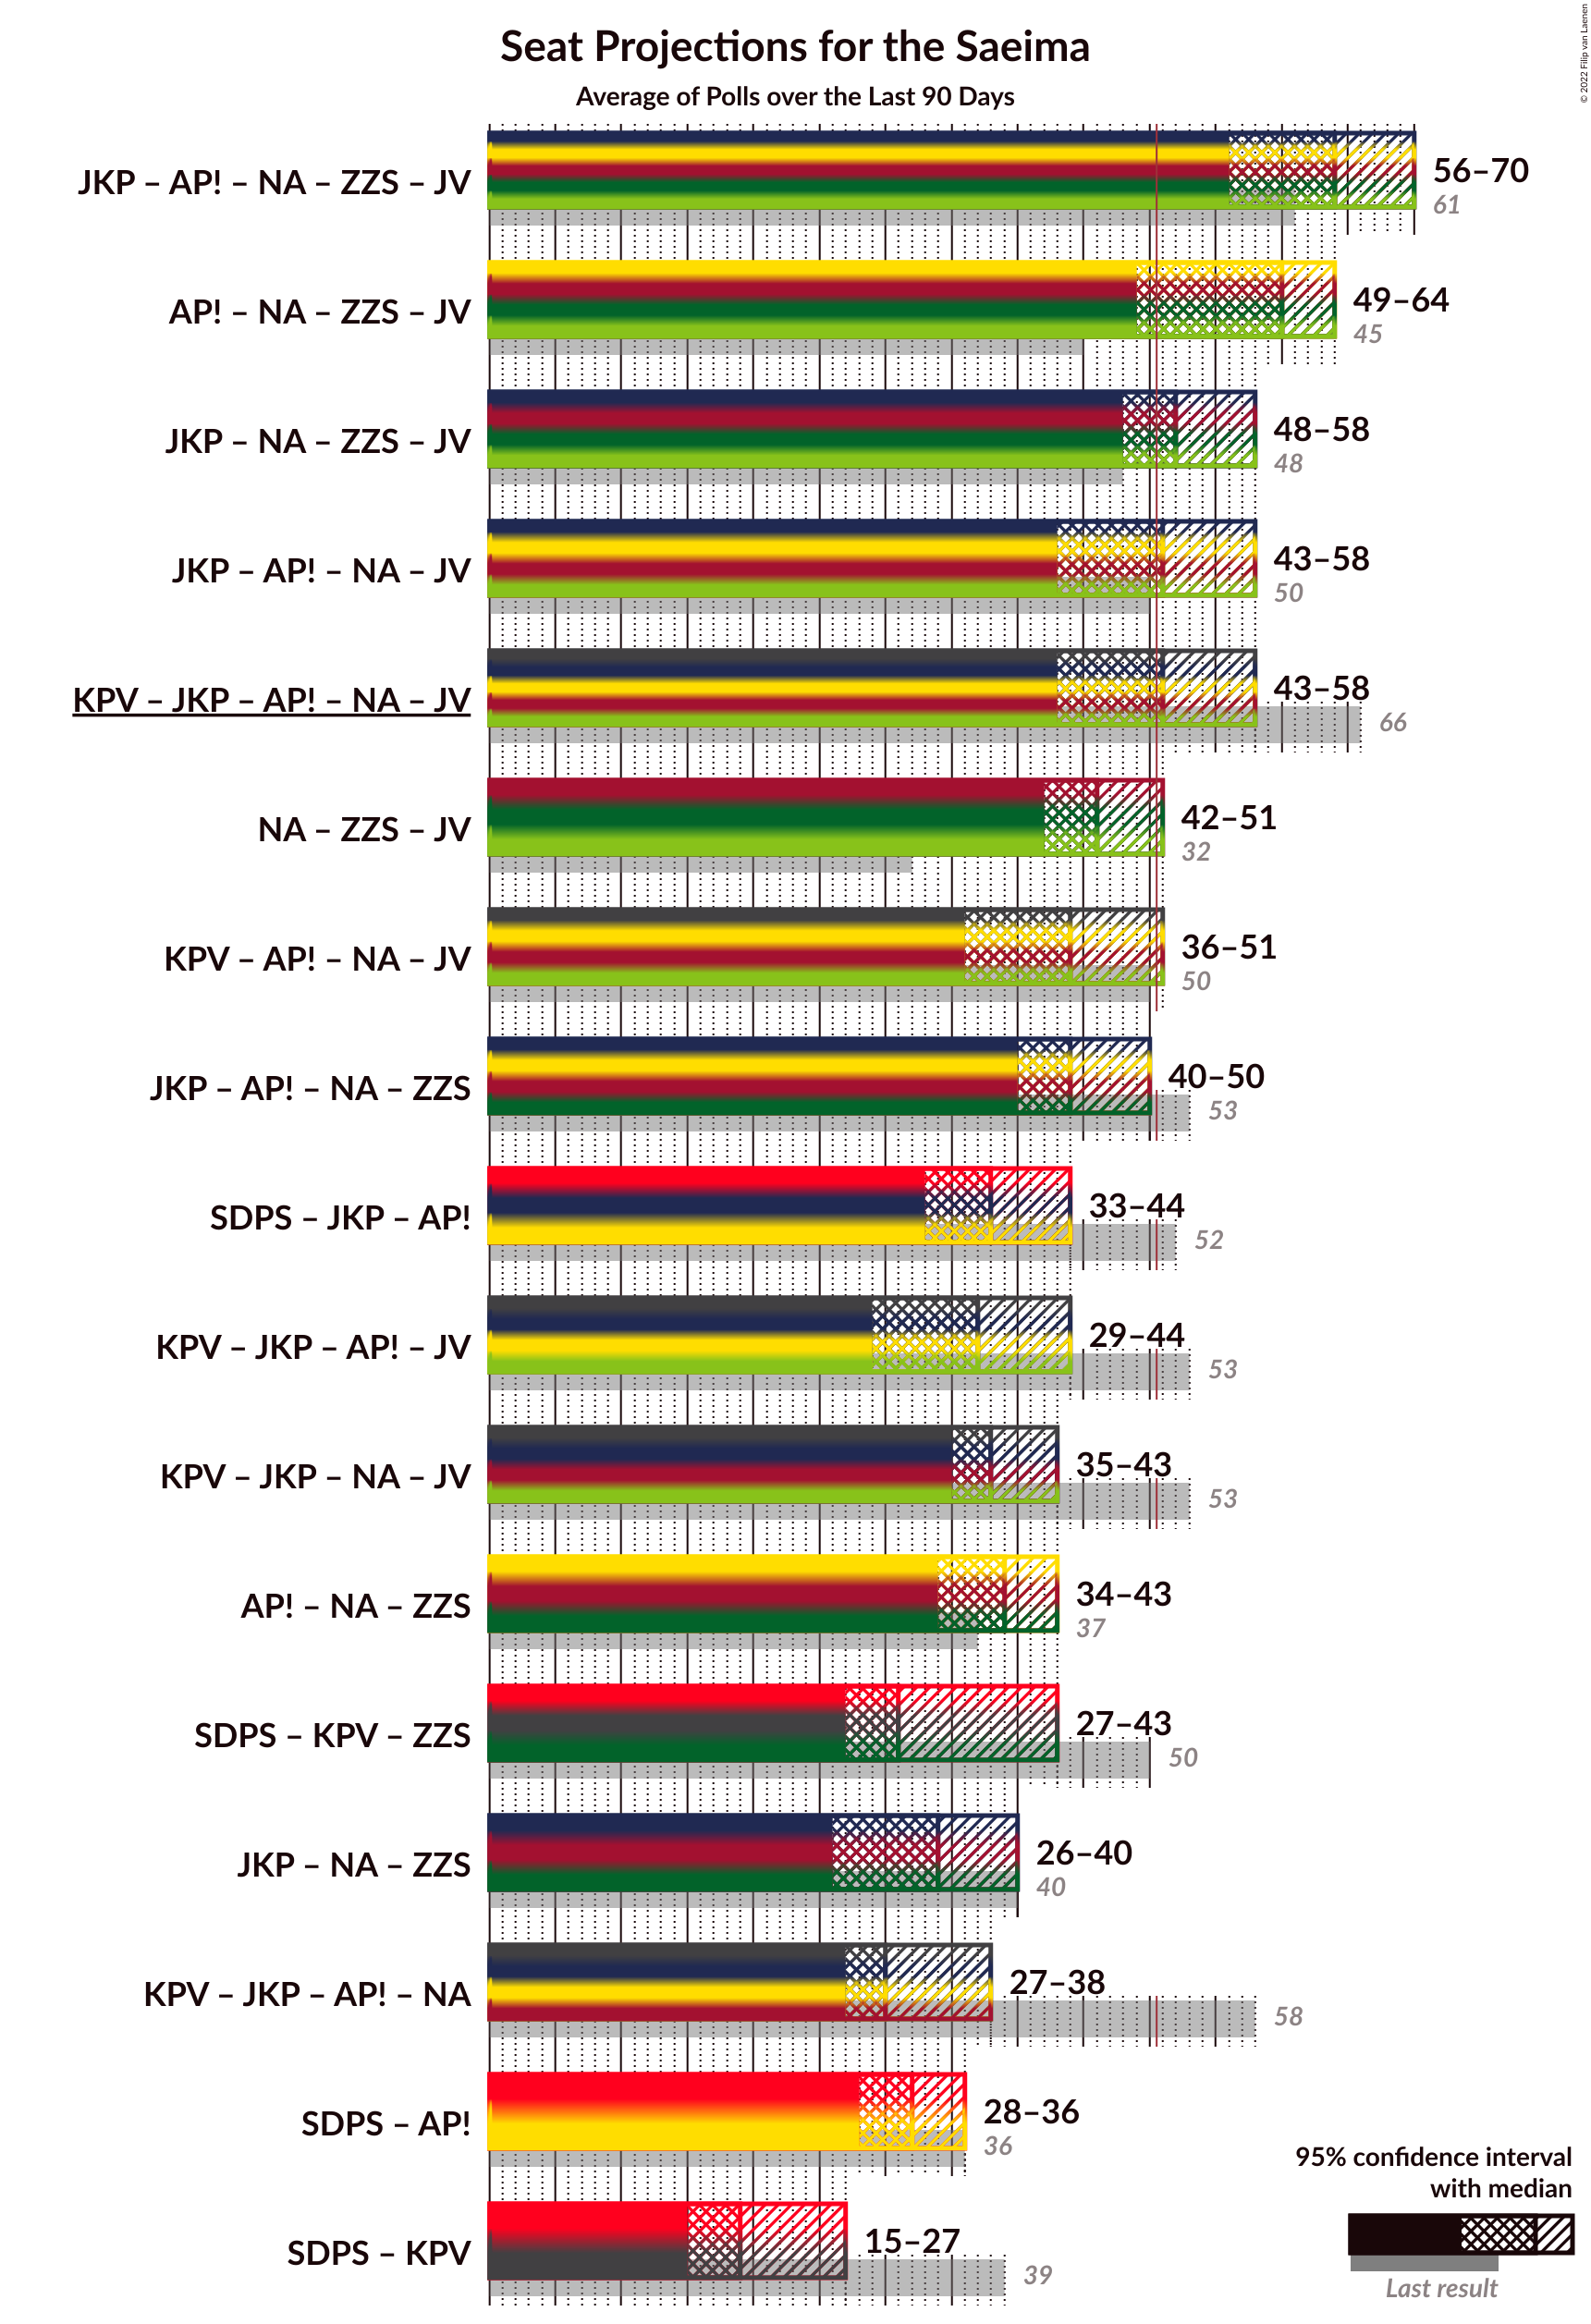 Seat Projections for the Saeima
Average of Polls over the Last 90 Days
© 2022 Filip van Laenen
JKP – AP! – NA – ZZS – JV
56–70
61
AP! – NA – ZZS – JV
49–64
45
JKP – NA – ZZS – JV
48–58
48
JKP – AP! – NA – JV
43–58
50
KPV – JKP – AP! – NA – JV
43–58
66
NA – ZZS – JV
42–51
32
KPV – AP! – NA – JV
36–51
50
JKP – AP! – NA – ZZS
40–50
53
SDPS – JKP – AP!
33–44
52
KPV – JKP – AP! – JV
29–44
53
KPV – JKP – NA – JV
35–43
53
AP! – NA – ZZS
34–43
37
SDPS – KPV – ZZS
27–43
50
JKP – NA – ZZS
26–40
40
KPV – JKP – AP! – NA
27–38
58
SDPS – AP!
28–36
36
SDPS – KPV
15–27
39
95% confidence interval
with median
Last result